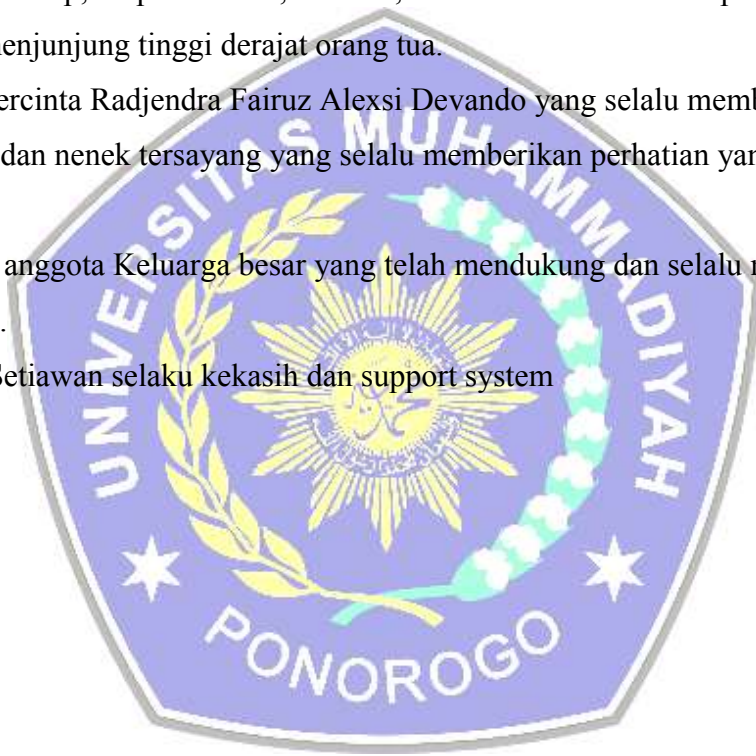 menjunjung tinggi derajat orang tua.
ercinta Radjendra Fairuz Alexsi Devando yang selalu memb
dan nenek tersayang yang selalu memberikan perhatian yan
anggota Keluarga besar yang telah mendukung dan selalu
.
Setiawan selaku kekasih dan support system
UNIVERSITAS MUHAMMADIYAH
PONOROGO